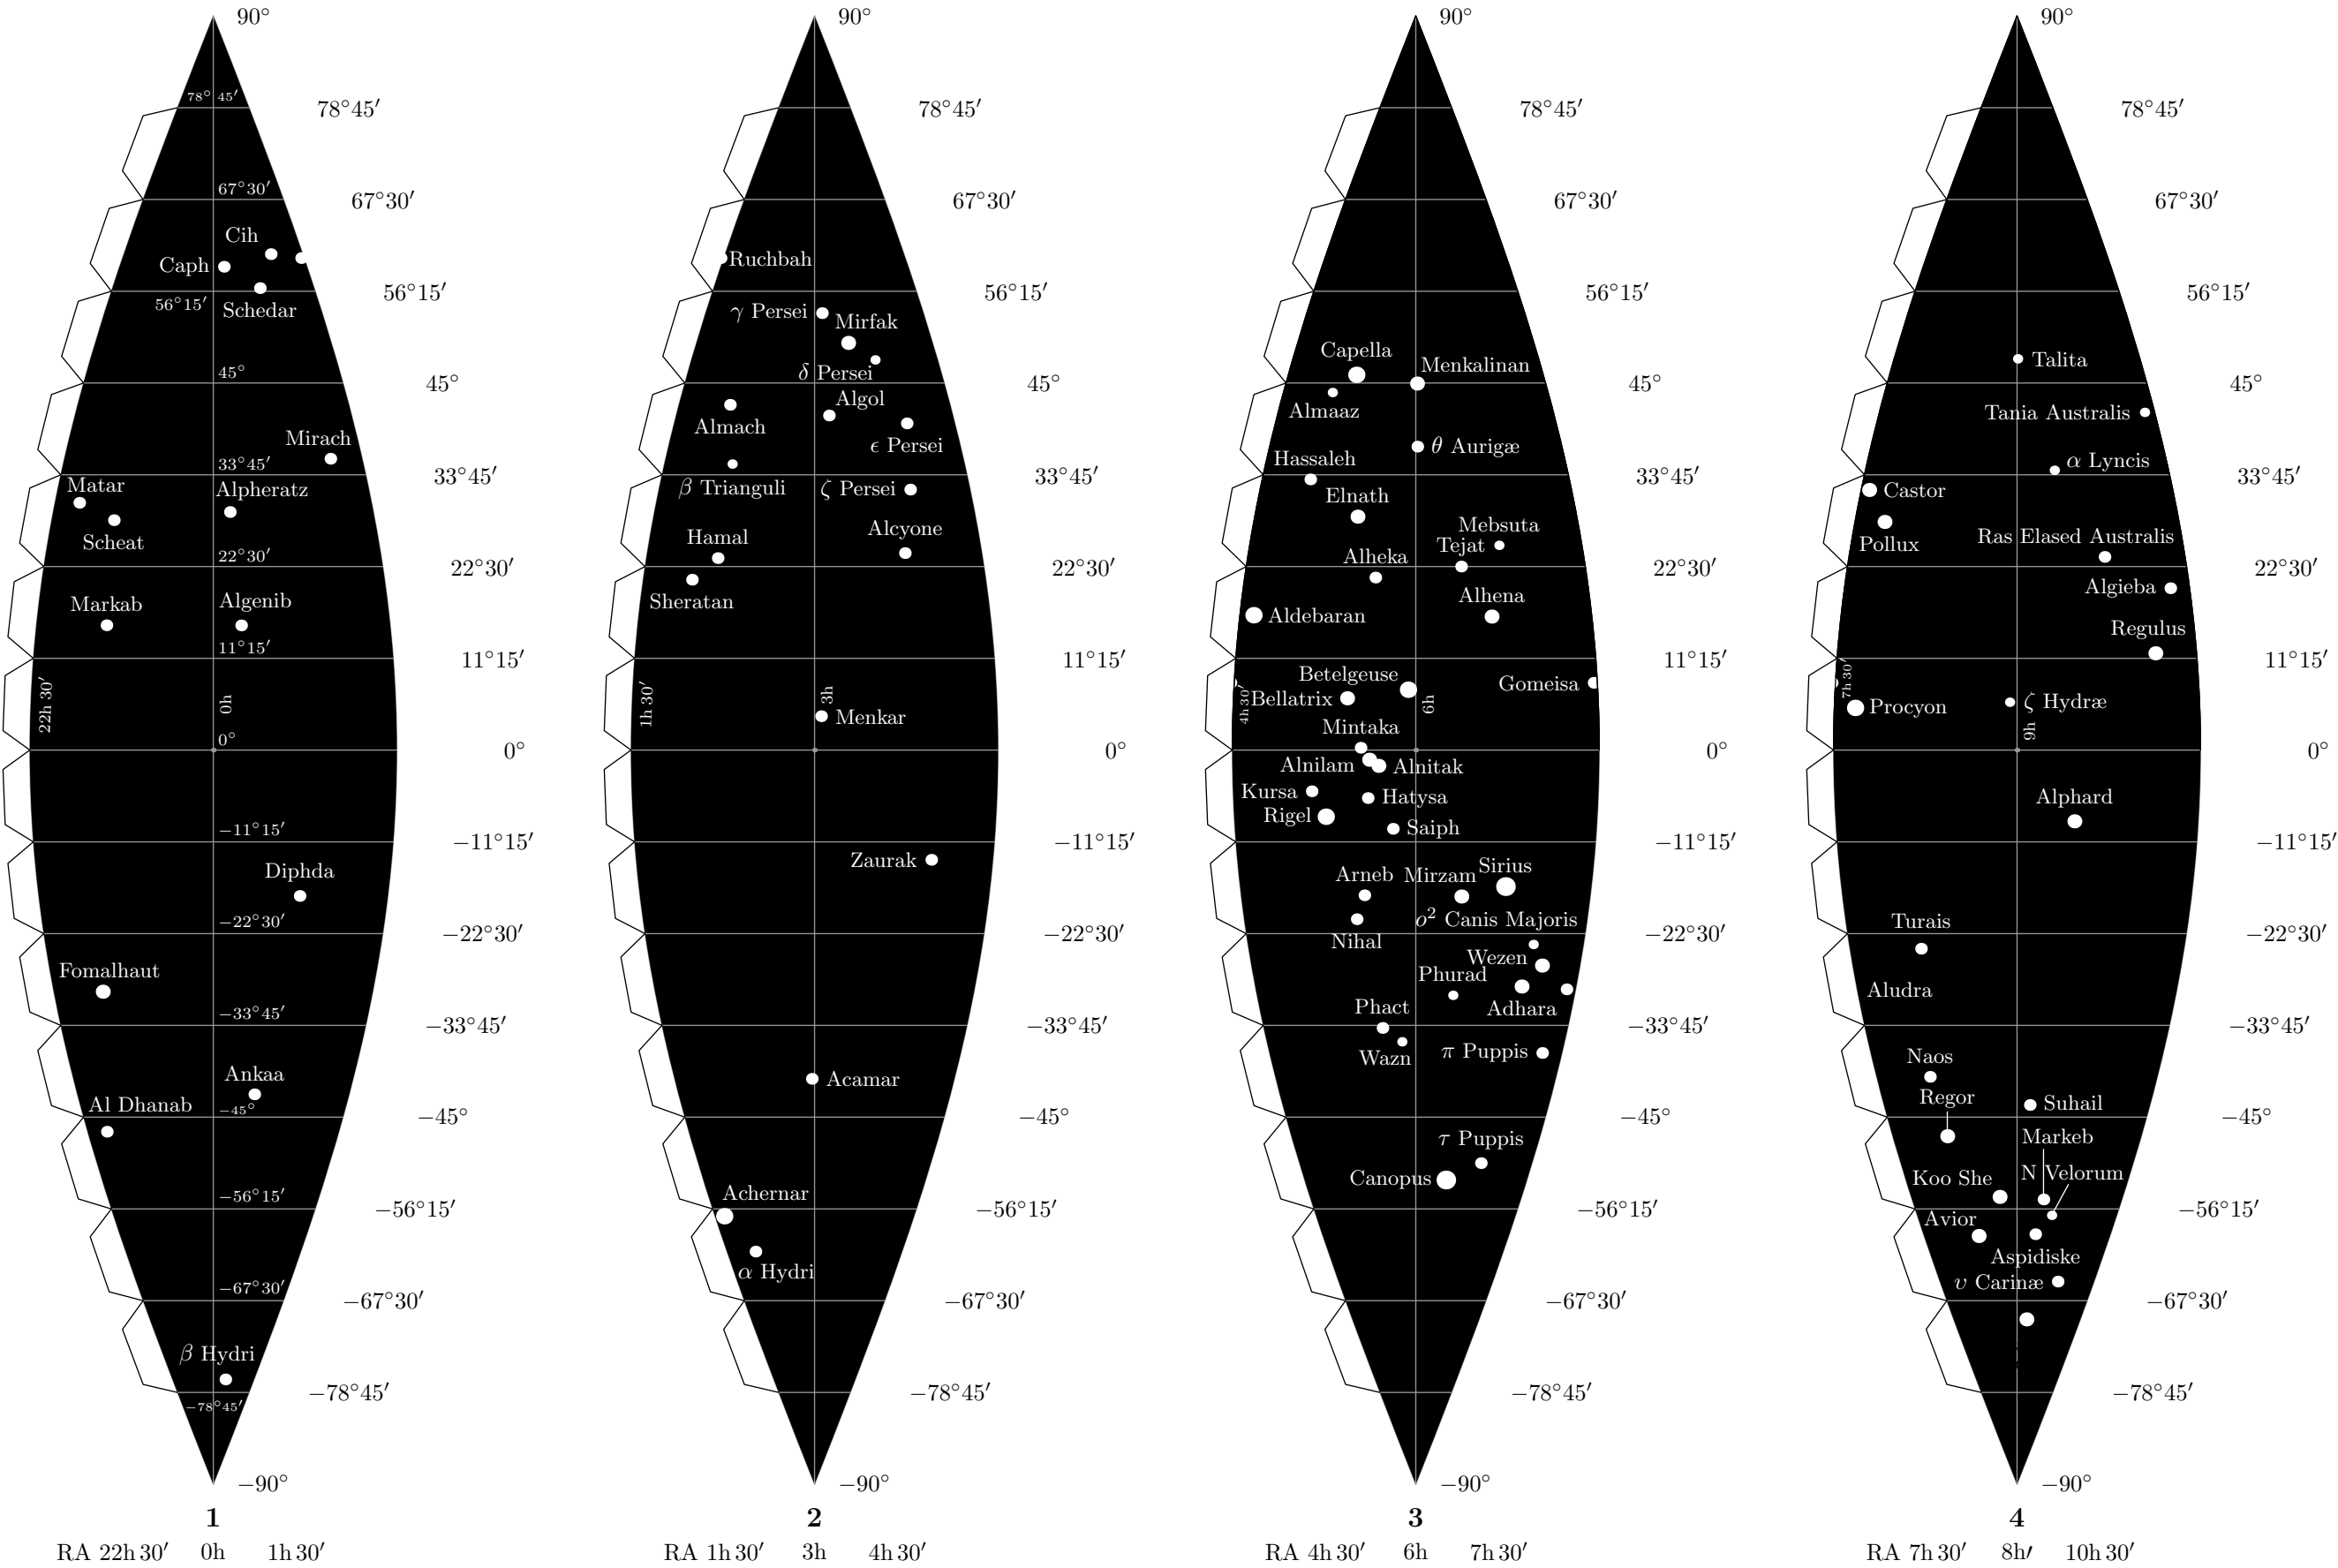 90°
78° 45′
78°45′
67°30′
67°30′
Cih
Caph
56°15′
56°15′
Schedar
45°
45°
Mirach
33°45′
33°45′
Matar
Alpheratz
Scheat
22°30′
22°30′
Markab
Algenib
11°15′
11°15′
22h 30′
0h
0°
0°
−11°15′
−11°15′
Diphda
−22°30′
−22°30′
Fomalhaut
−33°45′
−33°45′
Ankaa
Al Dhanab
−45°
−45°
−56°15′
−56°15′
−67°30′
−67°30′
β Hydri
−78°45′
−78°45′
−90°
1
RA 22h 30′ 0h 1h 30′
90°
78°45′
67°30′
Ruchbah
56°15′
γ Persei
Mirfak
δ Persei
45°
Algol
Almach
ϵ Persei
33°45′
β Trianguli
ζ Persei
Alcyone
Hamal
22°30′
Sheratan
11°15′
1h 30′
3h
Menkar
0°
−11°15′
Zaurak
−22°30′
−33°45′
Acamar
−45°
Achernar
−56°15′
α Hydri
−67°30′
−78°45′
−90°
2
RA 1h 30′ 3h 4h 30′
90°
78°45′
67°30′
56°15′
Capella
Menkalinan
45°
Almaaz
θ Aurigæ
Hassaleh
33°45′
Elnath
Mebsuta
Tejat
Alheka
22°30′
Alhena
Aldebaran
11°15′
Betelgeuse
Gomeisa
4h 30′
Bellatrix
6h
Mintaka
0°
Alnilam
Alnitak
Kursa
Hatysa
Rigel
Saiph
−11°15′
Sirius
Arneb
Mirzam
ο² Canis Majoris
−22°30′
Nihal
Wezen
Phurad
Phact
Adhara
−33°45′
Wazn
π Puppis
−45°
τ Puppis
Canopus
−56°15′
−67°30′
−78°45′
−90°
3
RA 4h 30′ 6h 7h 30′
90°
78°45′
67°30′
56°15′
Talita
45°
Tania Australis
α Lyncis
33°45′
Castor
Ras Elased Australis
Pollux
22°30′
Algieba
Regulus
11°15′
7h 30′
Procyon
ζ Hydræ
9h
0°
Alphard
−11°15′
Turais
−22°30′
Aludra
−33°45′
Naos
Regor
Suhail
−45°
Markeb
N Velorum
Koo She
−56°15′
Avior
Aspidiske
υ Carinæ
−67°30′
−78°45′
−90°
4
RA 7h 30′ 8h′ 10h 30′